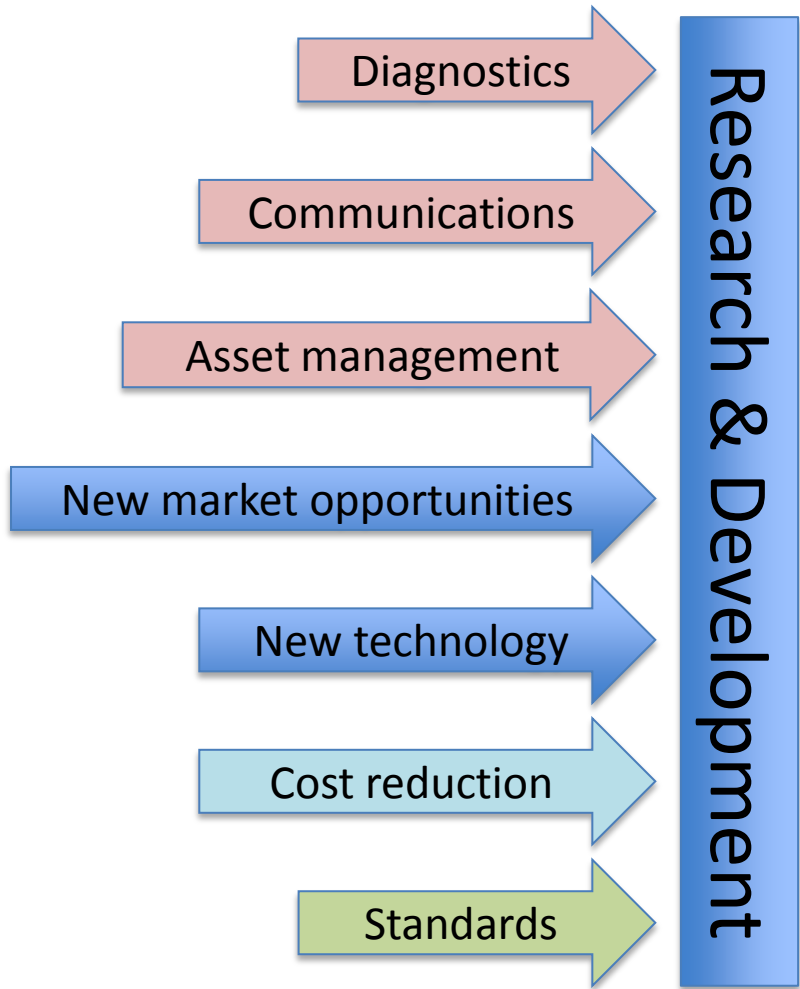 Diagnostics
Communications
Asset management
New market opportunities
New technology
Cost reduction
Standards
Research & Development